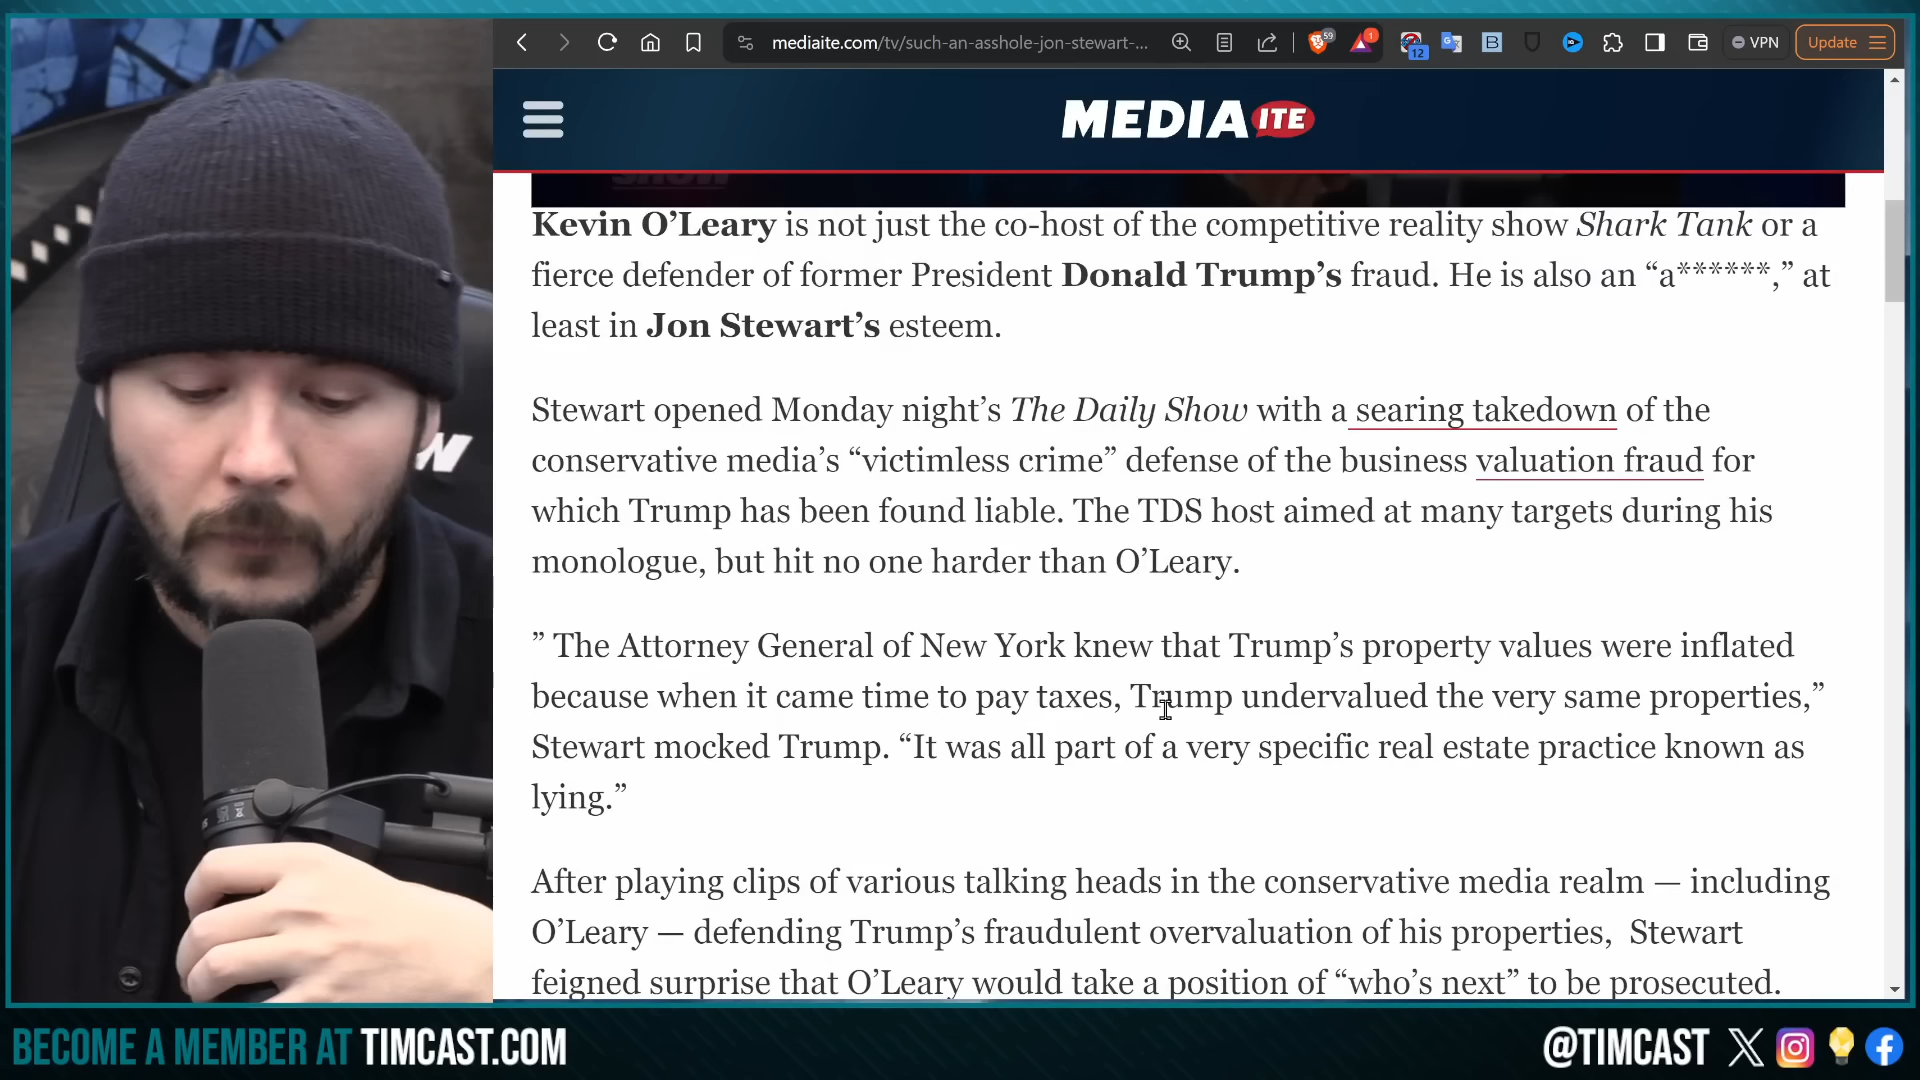 mediaite.com/tv/such-an-asshole-jon-stewart-...
59
1
12
VPN
Update
MEDIAITE
SHOW
Kevin O’Leary is not just the co-host of the competitive reality show Shark Tank or a
fierce defender of former President Donald Trump’s fraud. He is also an “a******,” at
least in Jon Stewart’s esteem.
Stewart opened Monday night’s The Daily Show with a searing takedown of the
conservative media’s “victimless crime” defense of the business valuation fraud for
which Trump has been found liable. The TDS host aimed at many targets during his
monologue, but hit no one harder than O’Leary.
” The Attorney General of New York knew that Trump’s property values were inflated
because when it came time to pay taxes, Trump undervalued the very same properties,”
Stewart mocked Trump. “It was all part of a very specific real estate practice known as
lying.”
After playing clips of various talking heads in the conservative media realm — including
O’Leary — defending Trump’s fraudulent overvaluation of his properties,  Stewart
feigned surprise that O’Leary would take a position of “who’s next” to be prosecuted.
BECOME A MEMBER AT TIMCAST.COM
@TIMCAST